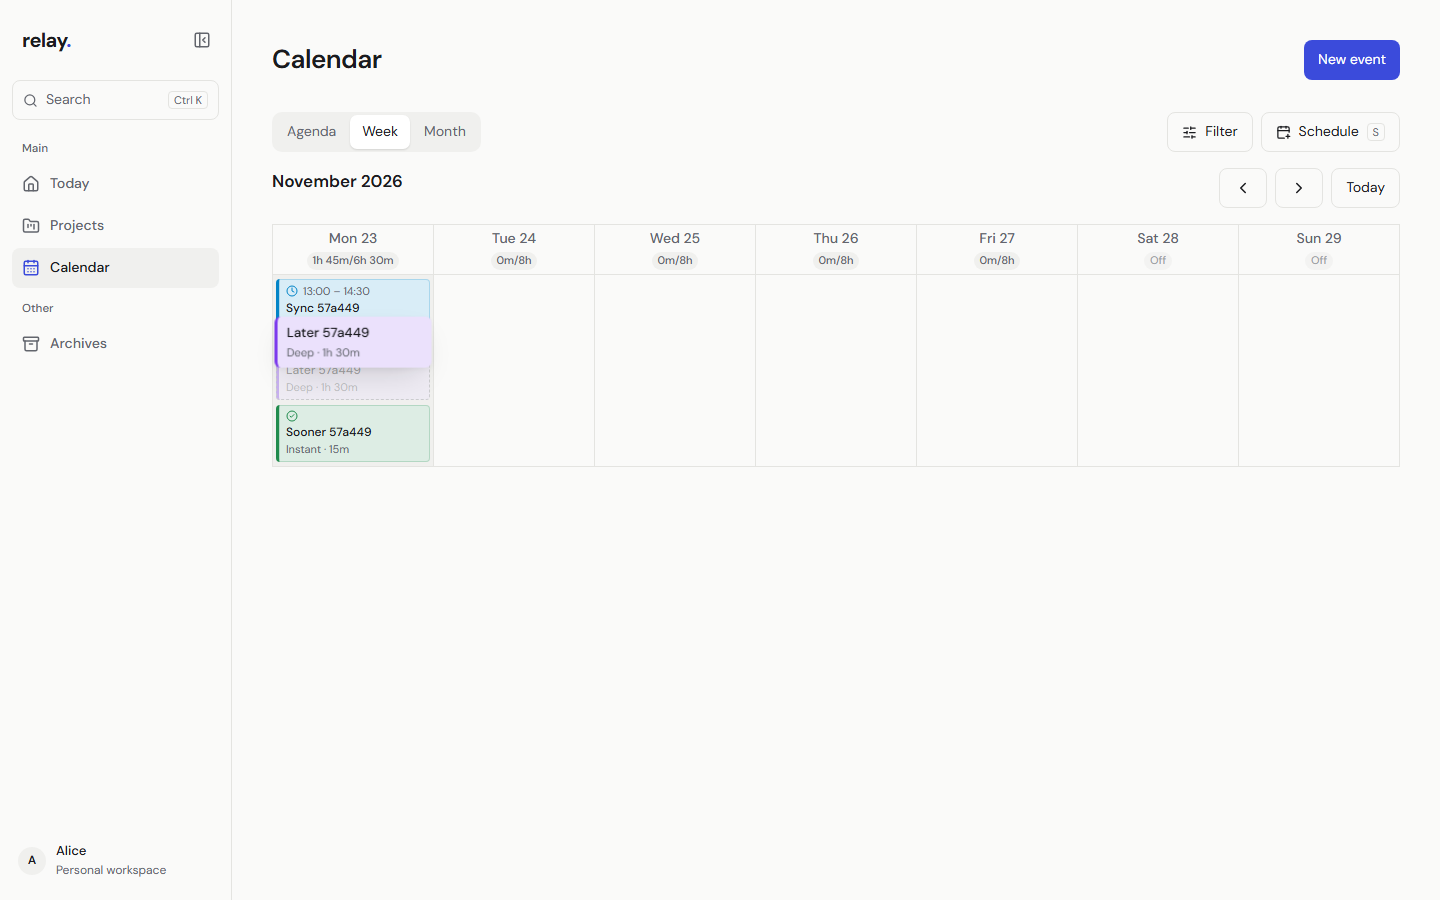 relay.
Search
Ctrl K
Main
Today
Projects
Calendar
Other
Archives
A
Alice
Personal workspace
Calendar
New event
Agenda
Week
Month
Filter
Schedule
S
November 2026
Today
Mon 23
1h 45m/6h 30m
Tue 24
0m/8h
Wed 25
0m/8h
Thu 26
0m/8h
Fri 27
0m/8h
Sat 28
Off
Sun 29
Off
13:00 – 14:30
Sync 57a449
Later 57a449
Deep · 1h 30m
Later 57a449
Deep · 1h 30m
Sooner 57a449
Instant · 15m